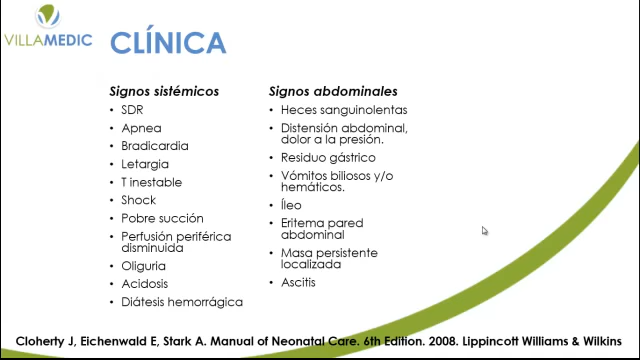 VILLAMEDIC
CLÍNICA
Signos sistémicos
• SDR
• Apnea
• Bradicardia
• Letargia
• T inestable
• Shock
• Pobre succión
• Perfusión periférica
disminuida
• Oliguria
• Acidosis
• Diátesis hemorrágica
Signos abdominales
• Heces sanguinolentas
• Distensión abdominal,
dolor a la presión.
• Residuo gástrico
• Vómitos biliosos y/o
hemáticos.
• Íleo
• Eritema pared
abdominal
• Masa persistente
localizada
• Ascitis
Cloherty J, Eichenwald E, Stark A. Manual of Neonatal Care. 6th Edition. 2008. Lippincott Williams & Wilkins